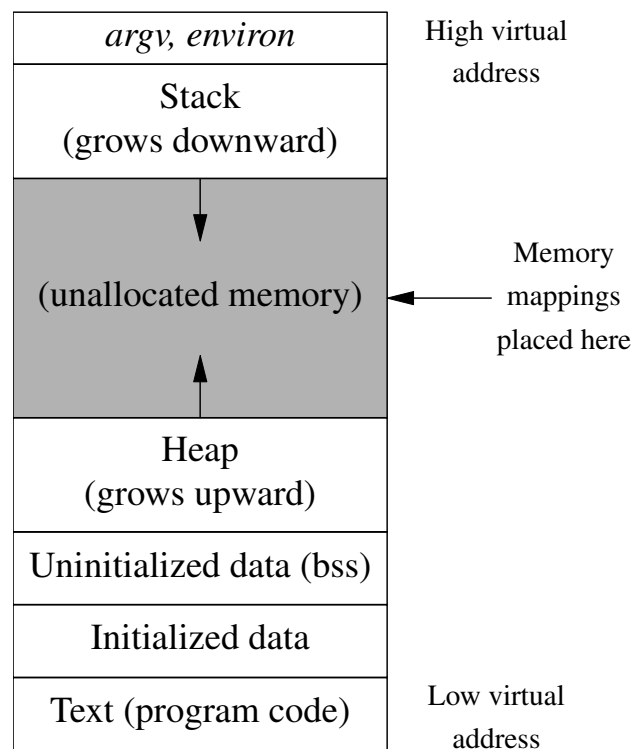 argv, environ
High virtual
address
Stack
(grows downward)
(unallocated memory)
Memory
mappings
placed here
Heap
(grows upward)
Uninitialized data (bss)
Initialized data
Text (program code)
Low virtual
address